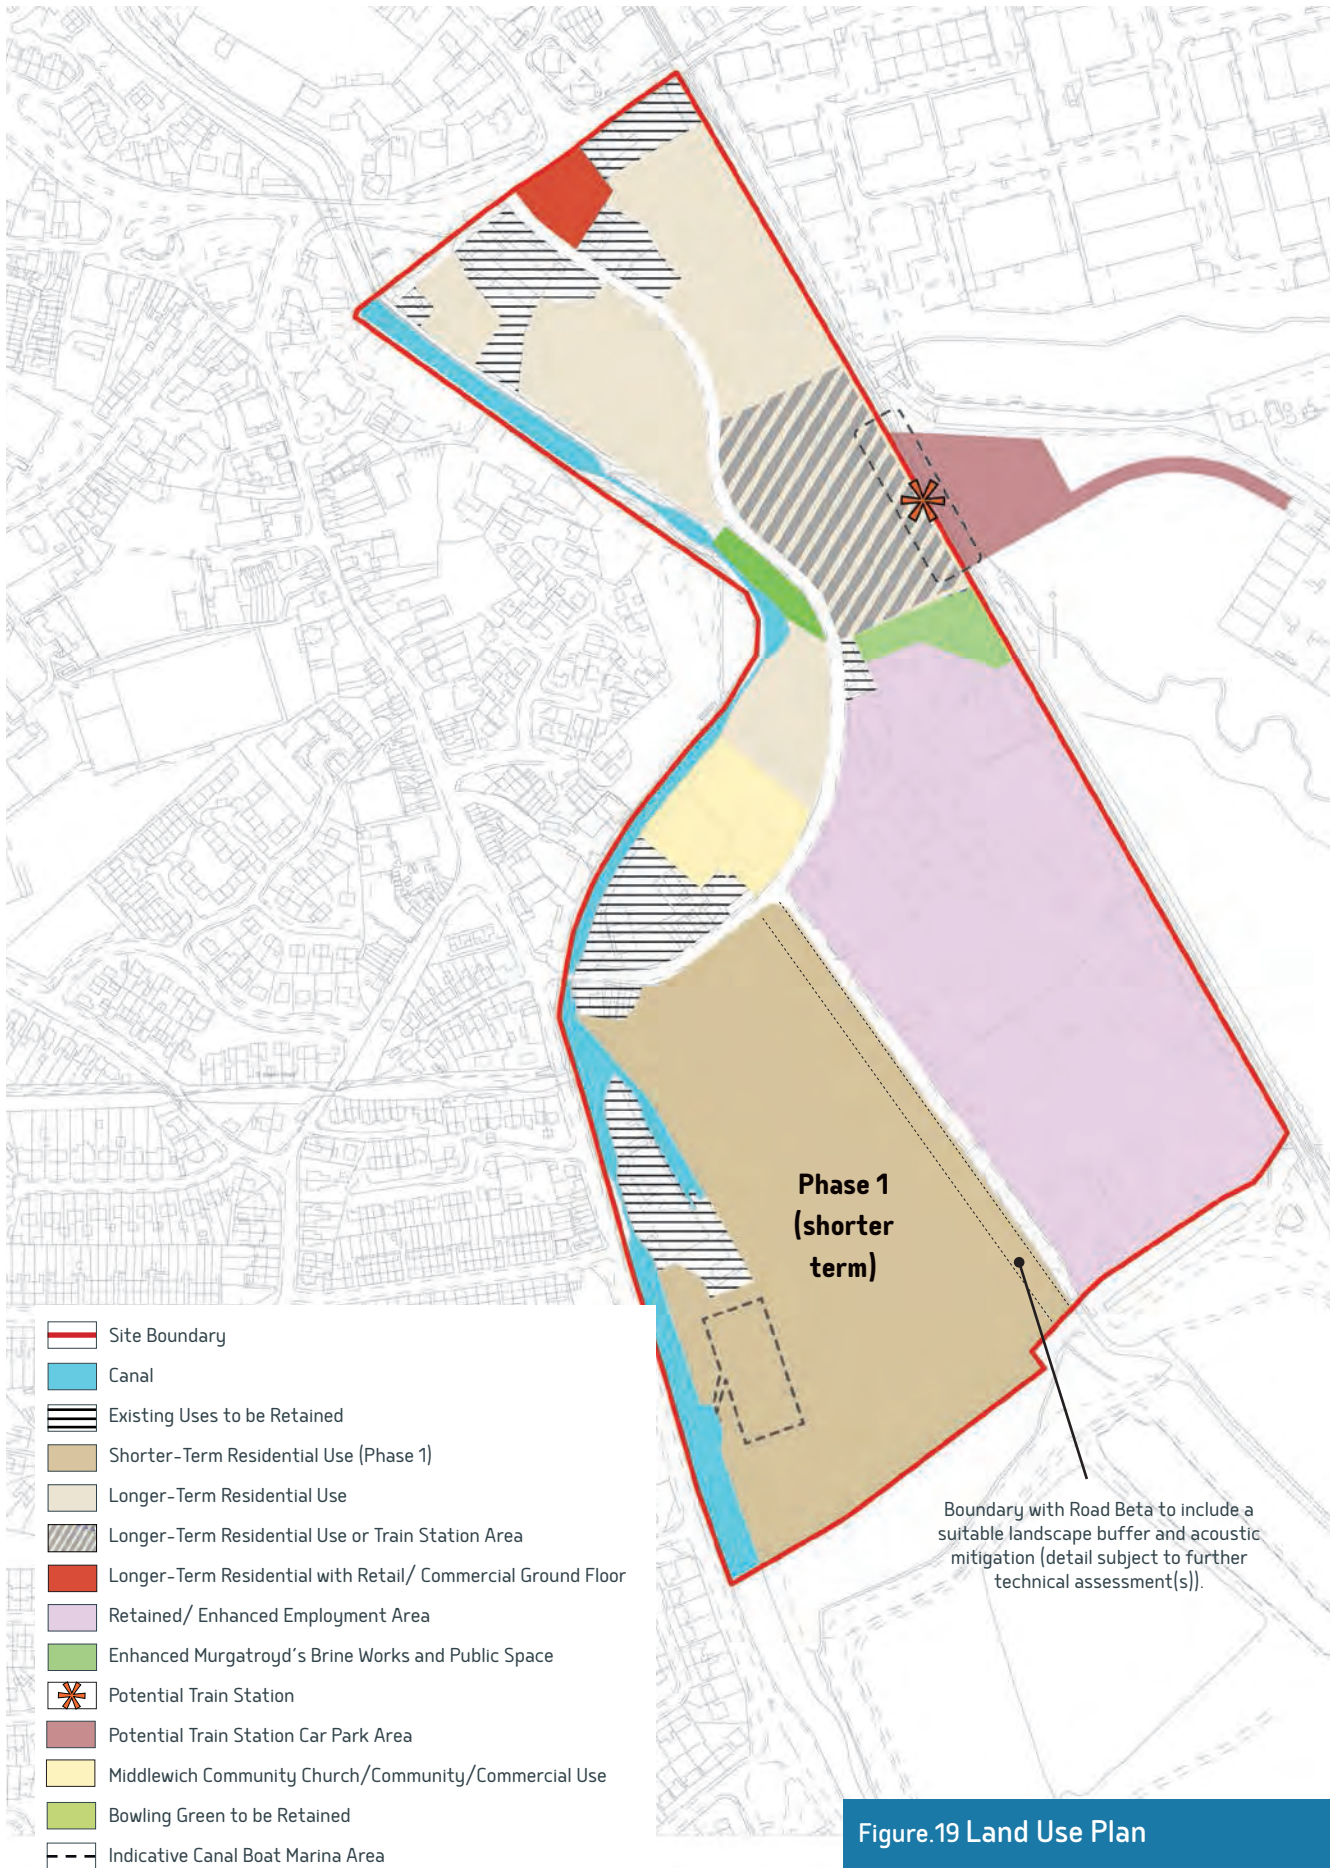 Phase 1
(shorter
term)
Boundary with Road Beta to include a
suitable landscape buffer and acoustic
mitigation (detail subject to further
technical assessment(s)).
Site Boundary
Canal
Existing Uses to be Retained
Shorter-Term Residential Use (Phase 1)
Longer-Term Residential Use
Longer-Term Residential Use or Train Station Area
Longer-Term Residential with Retail/ Commercial Ground Floor
Retained/ Enhanced Employment Area
Enhanced Murgatroyd's Brine Works and Public Space
Potential Train Station
Potential Train Station Car Park Area
Middlewich Community Church/Community/Commercial Use
Bowling Green to be Retained
Indicative Canal Boat Marina Area
Figure.19 Land Use Plan